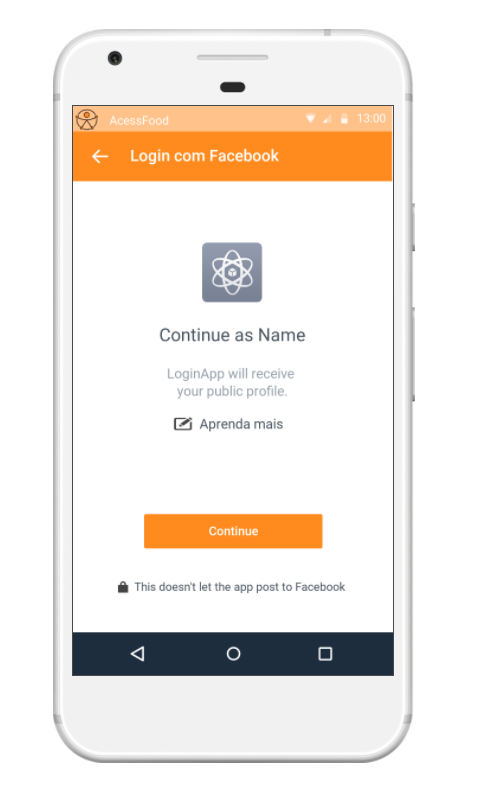 AcessFood
13:00
Login com Facebook
Continue as Name
LoginApp will receive
your public profile.
Aprenda mais
Continue
This doesn't let the app post to Facebook